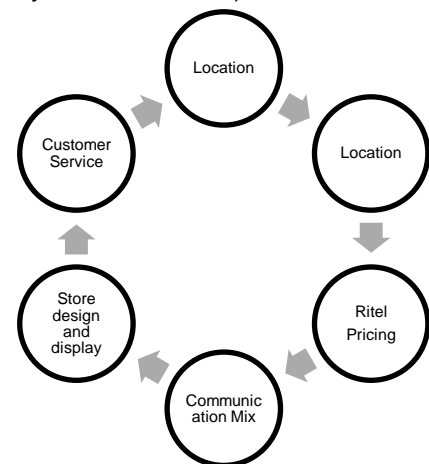 Location
Location
Ritel
Pricing
Communic
ation Mix
Store
design
and
display
Customer
Service